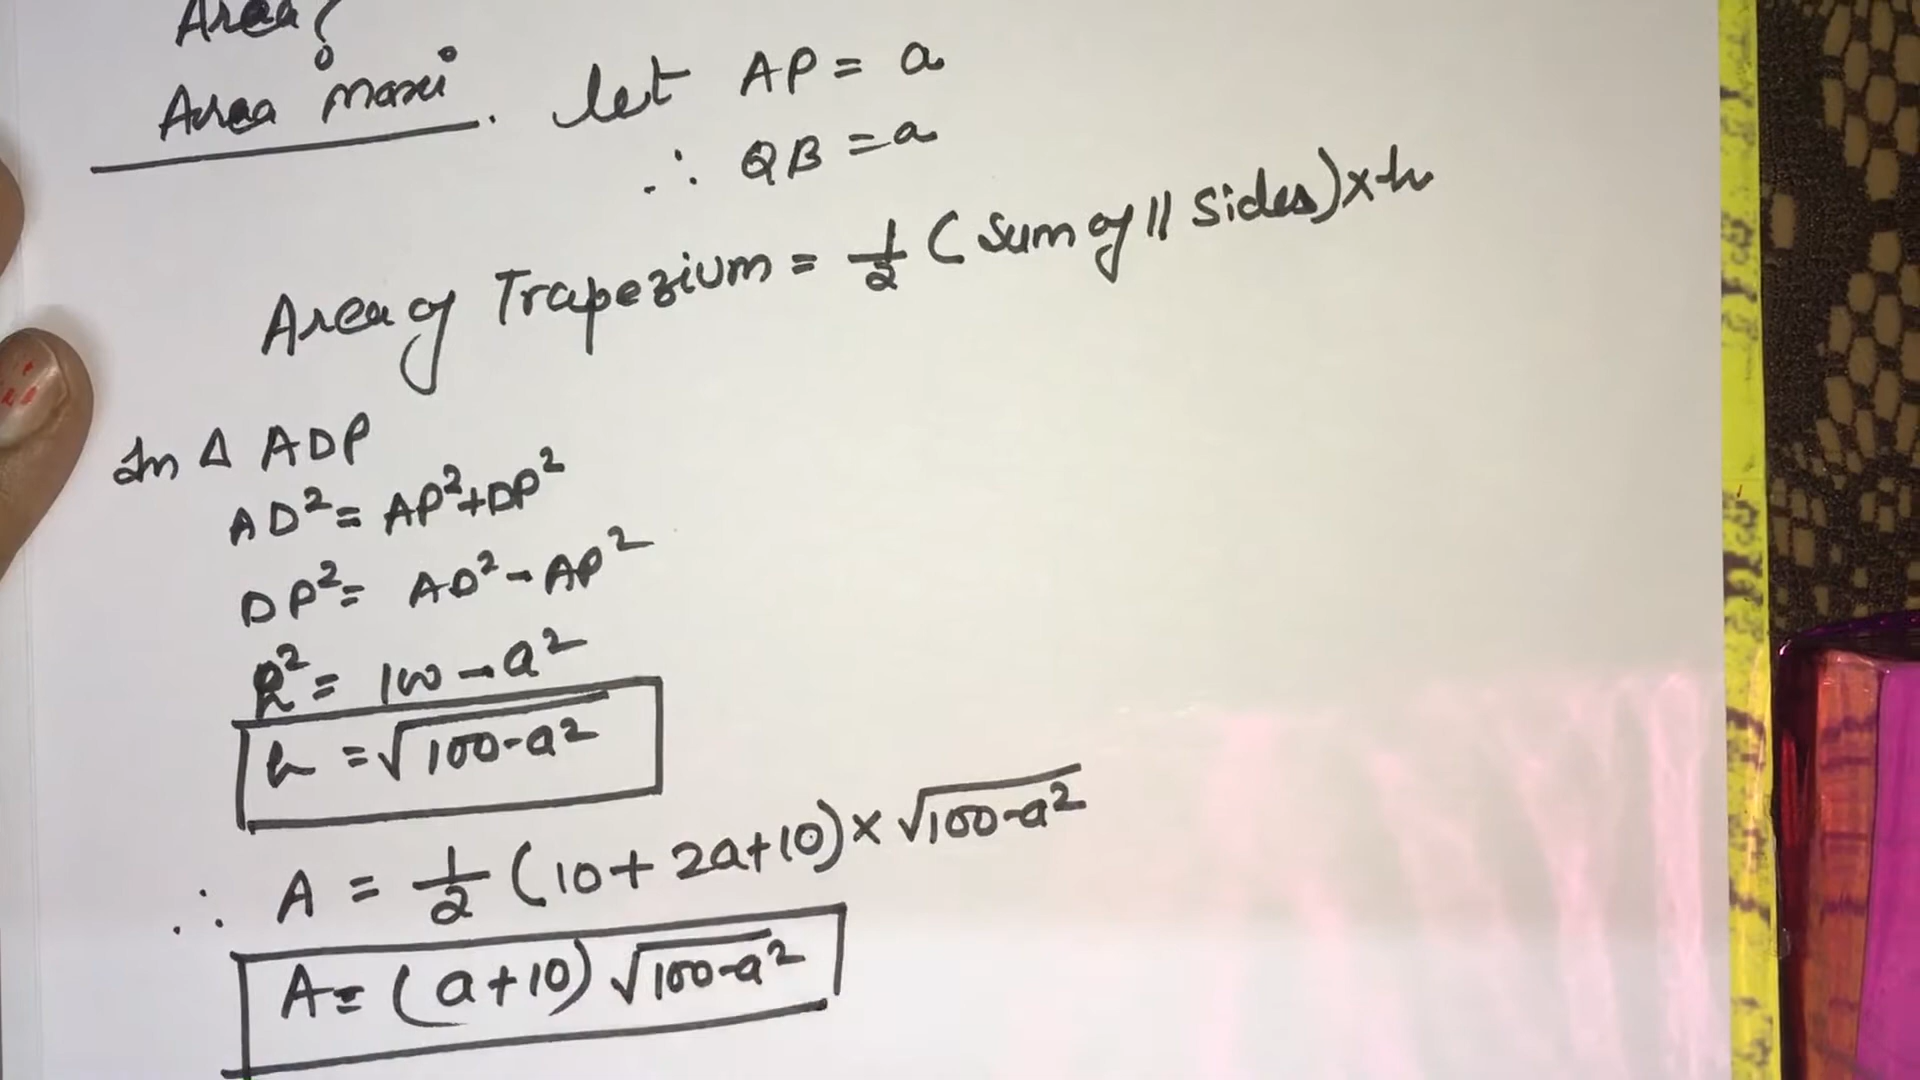 Area?
Area maxi. let AP = a
∴ QB = a
Area of Trapezium = 1/2 (Sum of || Sides) × h
In Δ ADP
AD² = AP² + DP²
DP² = AD² - AP²
h² = 100 - a²
h = √100-a²
∴ A = 1/2 (10 + 2a + 10) × √100-a²
A = (a + 10) √100-a²